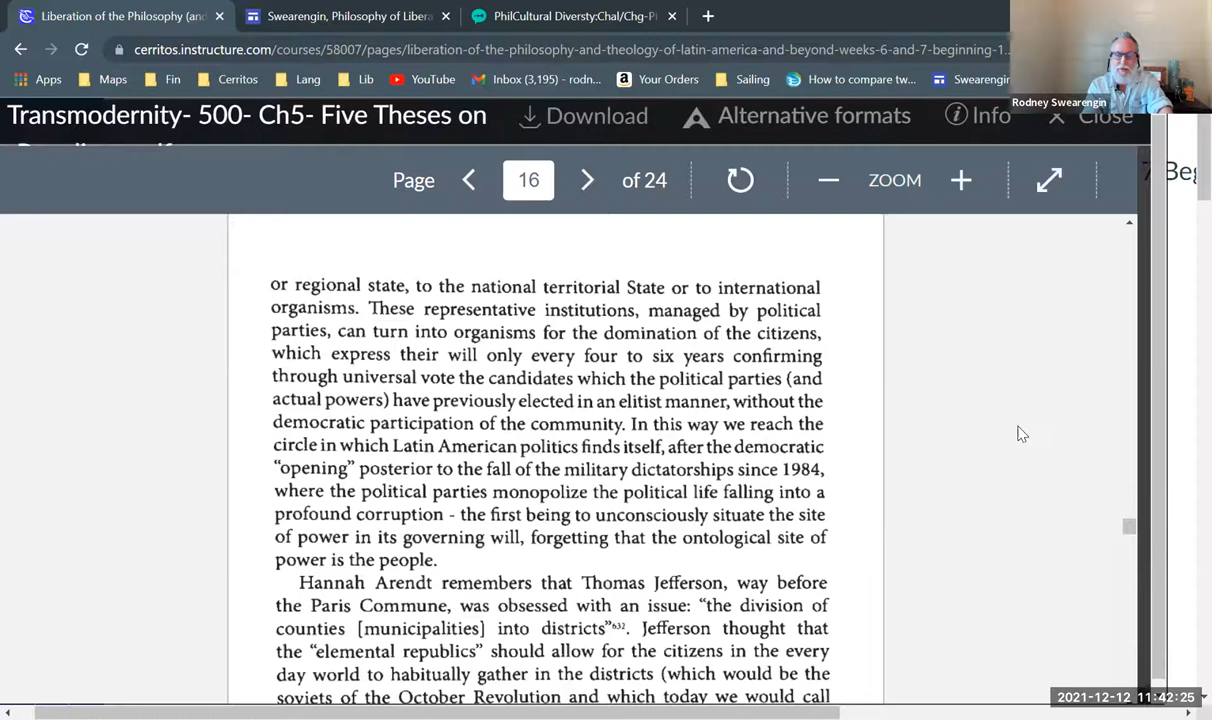 Liberation of the Philosophy (an
Swearengin, Philosophy of Libera
PhilCultural Diversty:Chal/Chg-P
cerritos.instructure.com/courses/58007/pages/liberation-of-the-philosophy-and-theology-of-latin-america-and-beyond-weeks-6-and-7-beginning-1...
Apps Maps Fin Cerritos Lang Lib YouTube Inbox (3,195) - rodn... Your Orders Sailing How to compare tw... Swearengin
Rodney Swearengin
Transmodernity- 500- Ch5- Five Theses on Download Alternative formats Info Close
Page 16 of 24 ZOOM
7 Beg
or regional state, to the national territorial State or to international
organisms. These representative institutions, managed by political
parties, can turn into organisms for the domination of the citizens,
which express their will only every four to six years confirming
through universal vote the candidates which the political parties (and
actual powers) have previously elected in an elitist manner, without the
democratic participation of the community. In this way we reach the
circle in which Latin American politics finds itself, after the democratic
“opening” posterior to the fall of the military dictatorships since 1984,
where the political parties monopolize the political life falling into a
profound corruption - the first being to unconsciously situate the site
of power in its governing will, forgetting that the ontological site of
power is the people.
Hannah Arendt remembers that Thomas Jefferson, way before
the Paris Commune, was obsessed with an issue: “the division of
counties [municipalities] into districts”⁶³². Jefferson thought that
the “elemental republics” should allow for the citizens in the every
day world to habitually gather in the districts (which would be the
soviets of the October Revolution and which today we would call
2021-12-12 11:42:25